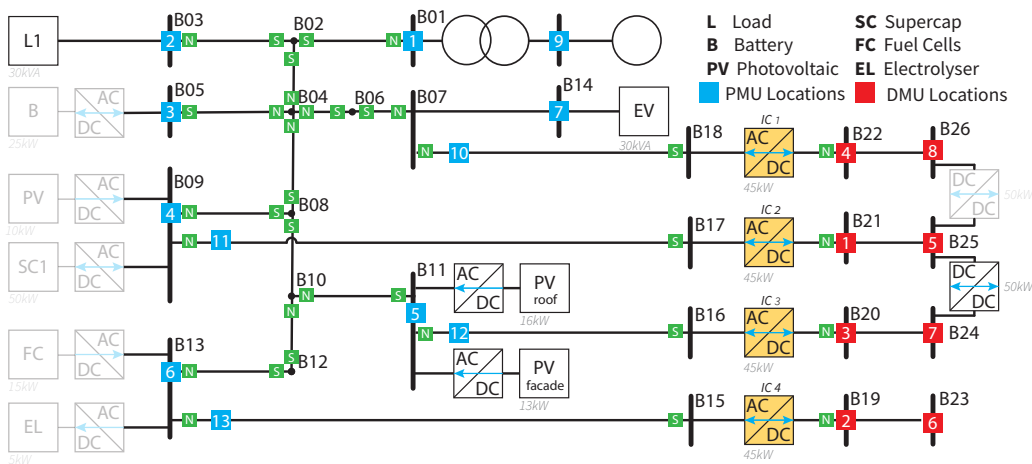 B03
B02
B01
L Load
SC Supercap
L1
2
N
S
S
S
1
9
B Battery
FC Fuel Cells
30kVA
S
PV Photovoltaic
EL Electrolyser
PMU Locations
DMU Locations
B05
B04
B06
B07
B14
AC
DC
B
25kW
3
S
N
N
N
N
S
S
N
7
EV
30kVA
B18
IC 1
B22
B26
N
10
S
AC
DC
45kW
N
4
8
AC
DC
50kW
B09
PV
10kW
AC
DC
4
N
S
S
S
B08
B17
IC 2
B21
SC1
50kW
AC
DC
N
11
S
AC
DC
45kW
N
1
5
B25
AC
DC
50kW
B10
N
N
S
B11
AC
DC
PV
roof
16kW
5
N
12
S
B16
IC 3
AC
DC
45kW
B20
N
3
7
B24
B13
FC
15kW
AC
DC
6
N
S
S
B12
AC
DC
PV
facade
13kW
B15
IC 4
B19
B23
EL
5kW
AC
DC
N
13
S
AC
DC
45kW
N
2
6